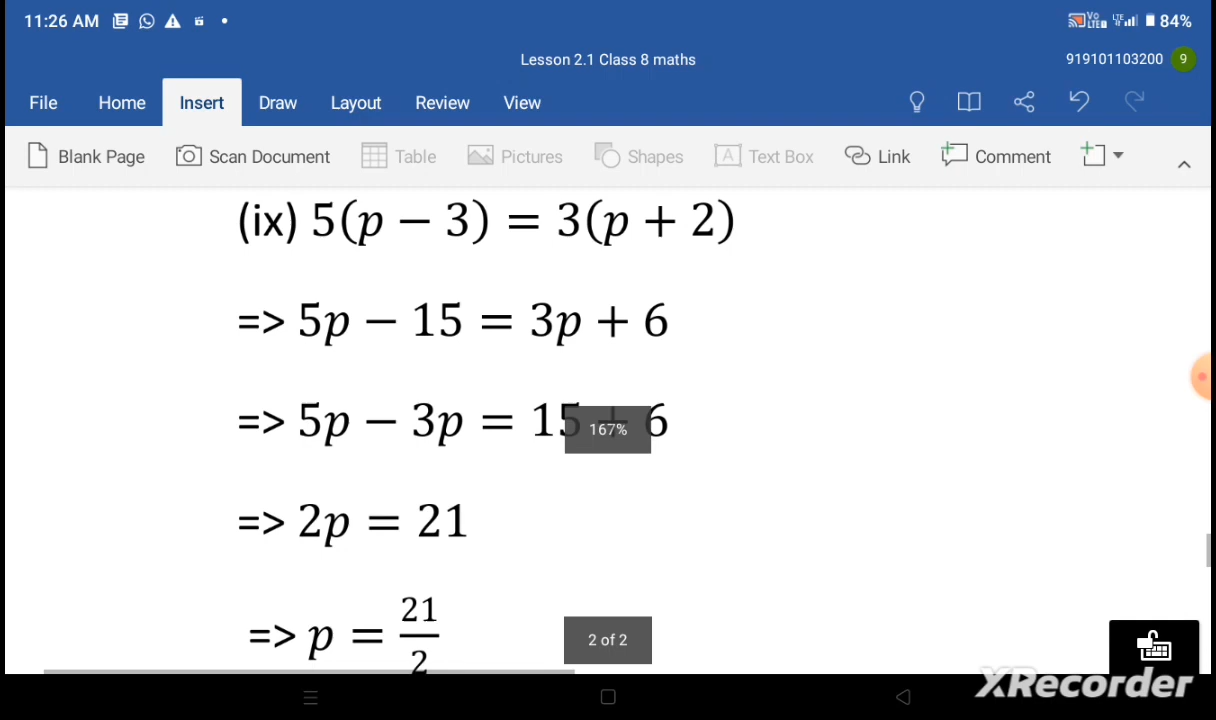 11:26 AM 84%
Lesson 2.1 Class 8 maths
919101103200 9
File Home Insert Draw Layout Review View
Blank Page Scan Document Table Pictures Shapes A Text Box Link Comment
(ix) 5(p − 3) = 3(p + 2)
=> 5p − 15 = 3p + 6
=> 5p − 3p = 15 + 6
167%
=> 2p = 21
=> p = 21/2
2 of 2
XRecorder